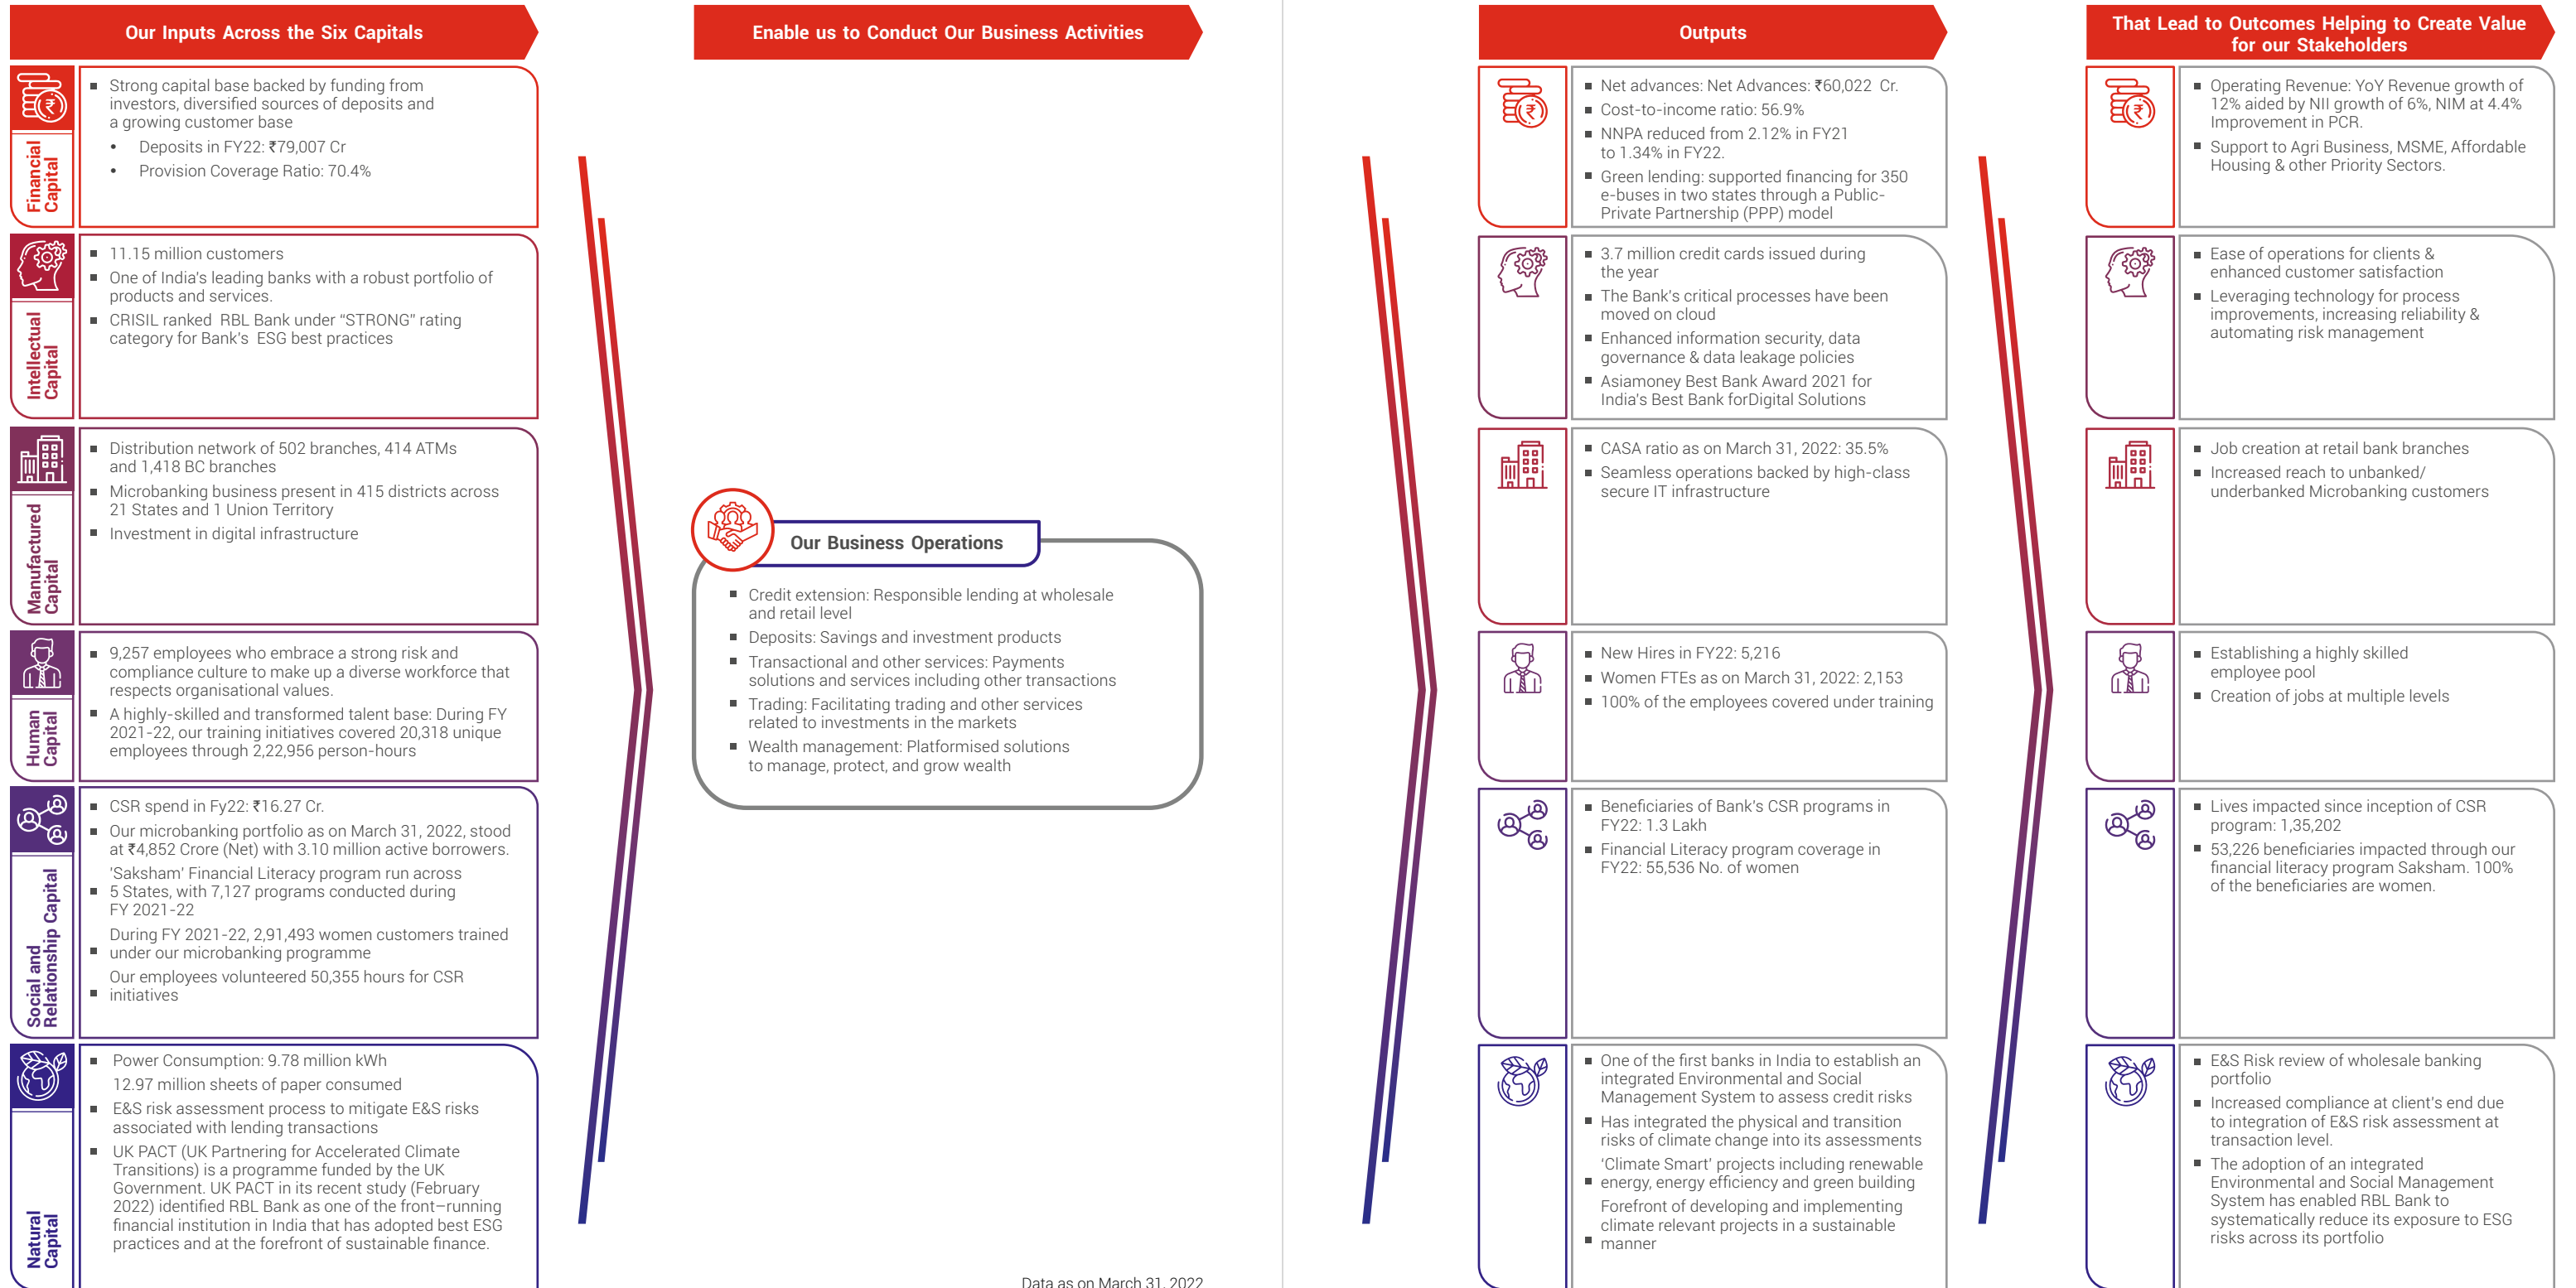 Our Inputs Across the Six Capitals
Financial
Capital
Strong capital base backed by funding from
investors, diversified sources of deposits and
a growing customer base
Deposits in FY22: ₹79,007 Cr
Provision Coverage Ratio: 70.4%
Intellectual
Capital
11.15 million customers
One of India's leading banks with a robust portfolio of
products and services.
CRISIL ranked RBL Bank under “STRONG” rating
category for Bank's ESG best practices
Manufactured
Capital
Distribution network of 502 branches, 414 ATMs
and 1,418 BC branches
Microbanking business present in 415 districts across
21 States and 1 Union Territory
Investment in digital infrastructure
Human
Capital
9,257 employees who embrace a strong risk and
compliance culture to make up a diverse workforce that
respects organisational values.
A highly-skilled and transformed talent base: During FY
2021-22, our training initiatives covered 20,318 unique
employees through 2,22,956 person-hours
Social and
Relationship Capital
CSR spend in Fy22: ₹16.27 Cr.
Our microbanking portfolio as on March 31, 2022, stood
at ₹4,852 Crore (Net) with 3.10 million active borrowers.
‘Saksham’ Financial Literacy program run across
5 States, with 7,127 programs conducted during
FY 2021-22
During FY 2021-22, 2,91,493 women customers trained
under our microbanking programme
Our employees volunteered 50,355 hours for CSR
initiatives
Natural
Capital
Power Consumption: 9.78 million kWh
12.97 million sheets of paper consumed
E&S risk assessment process to mitigate E&S risks
associated with lending transactions
UK PACT (UK Partnering for Accelerated Climate
Transitions) is a programme funded by the UK
Government. UK PACT in its recent study (February
2022) identified RBL Bank as one of the front–running
financial institution in India that has adopted best ESG
practices and at the forefront of sustainable finance.
Enable us to Conduct Our Business Activities
Our Business Operations
Credit extension: Responsible lending at wholesale
and retail level
Deposits: Savings and investment products
Transactional and other services: Payments
solutions and services including other transactions
Trading: Facilitating trading and other services
related to investments in the markets
Wealth management: Platformised solutions
to manage, protect, and grow wealth
Data as on March 31, 2022
Outputs
Net advances: Net Advances: ₹60,022 Cr.
Cost-to-income ratio: 56.9%
NNPA reduced from 2.12% in FY21
to 1.34% in FY22.
Green lending: supported financing for 350
e-buses in two states through a Public-
Private Partnership (PPP) model
3.7 million credit cards issued during
the year
The Bank's critical processes have been
moved on cloud
Enhanced information security, data
governance & data leakage policies
Asiamoney Best Bank Award 2021 for
India's Best Bank forDigital Solutions
CASA ratio as on March 31, 2022: 35.5%
Seamless operations backed by high-class
secure IT infrastructure
New Hires in FY22: 5,216
Women FTEs as on March 31, 2022: 2,153
100% of the employees covered under training
Beneficiaries of Bank's CSR programs in
FY22: 1.3 Lakh
Financial Literacy program coverage in
FY22: 55,536 No. of women
One of the first banks in India to establish an
integrated Environmental and Social
Management System to assess credit risks
Has integrated the physical and transition
risks of climate change into its assessments
‘Climate Smart’ projects including renewable
energy, energy efficiency and green building
Forefront of developing and implementing
climate relevant projects in a sustainable
manner
That Lead to Outcomes Helping to Create Value
for our Stakeholders
Operating Revenue: YoY Revenue growth of
12% aided by NII growth of 6%, NIM at 4.4%
Improvement in PCR.
Support to Agri Business, MSME, Affordable
Housing & other Priority Sectors.
Ease of operations for clients &
enhanced customer satisfaction
Leveraging technology for process
improvements, increasing reliability &
automating risk management
Job creation at retail bank branches
Increased reach to unbanked/
underbanked Microbanking customers
Establishing a highly skilled
employee pool
Creation of jobs at multiple levels
Lives impacted since inception of CSR
program: 1,35,202
53,226 beneficiaries impacted through our
financial literacy program Saksham. 100%
of the beneficiaries are women.
E&S Risk review of wholesale banking
portfolio
Increased compliance at client's end due
to integration of E&S risk assessment at
transaction level.
The adoption of an integrated
Environmental and Social Management
System has enabled RBL Bank to
systematically reduce its exposure to ESG
risks across its portfolio